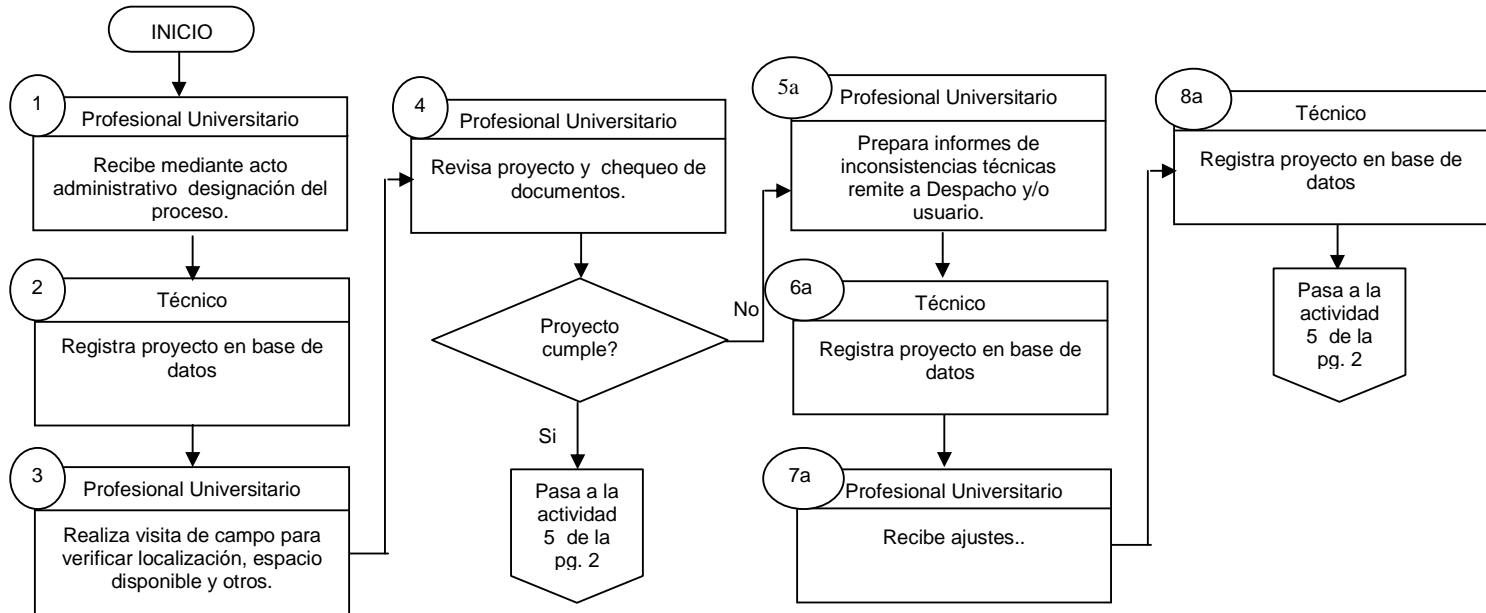 INICIO
1
Profesional Universitario
Recibe mediante acto
administrativo designación del
proceso.
2
Técnico
Registra proyecto en base de
datos
3
Profesional Universitario
Realiza visita de campo para
verificar localización, espacio
disponible y otros.
4
Profesional Universitario
Revisa proyecto y chequeo de
documentos.
Proyecto
cumple?
No
Si
Pasa a la
actividad
5 de la
pg. 2
5a
Profesional Universitario
Prepara informes de
inconsistencias técnicas
remite a Despacho y/o
usuario.
6a
Técnico
Registra proyecto en base de
datos
7a
Profesional Universitario
Recibe ajustes..
8a
Técnico
Registra proyecto en base de
datos
Pasa a la
actividad
5 de la
pg. 2